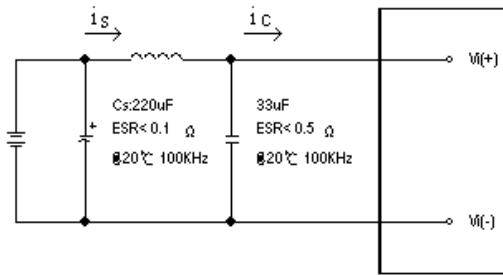 is ic
Vi(+)
Cs:220uF 33uF
ESR<0.1 Ω ESR<0.5 Ω
@20℃ 100KHz @20℃ 100KHz
+
Vi(-)